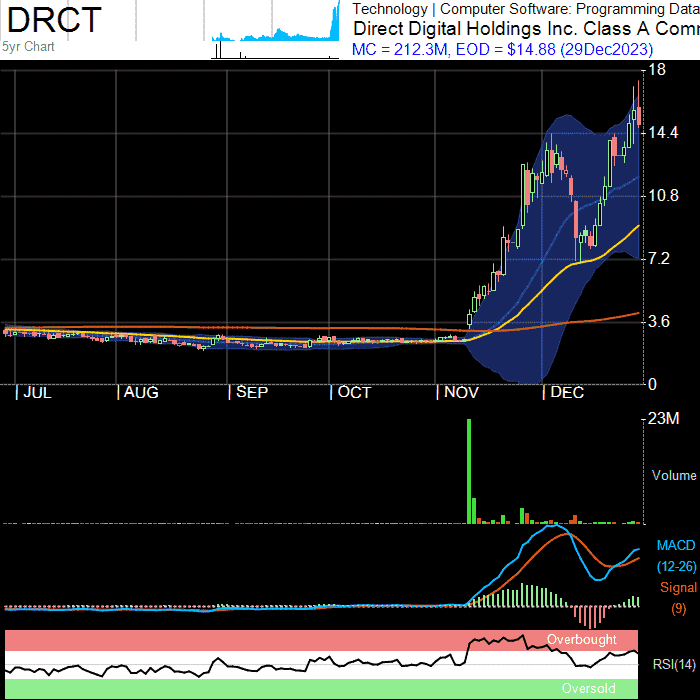 DRCT
5yr Chart
Technology | Computer Software: Programming Data
Direct Digital Holdings Inc. Class A Comm
MC = 212.3M, EOD = $14.88 (29Dec2023)
18
14.4
10.8
7.2
3.6
0
JUL AUG SEP OCT NOV DEC
23M
Volume
MACD
(12-26)
Signal
(9)
Overbought
RSI(14)
Oversold